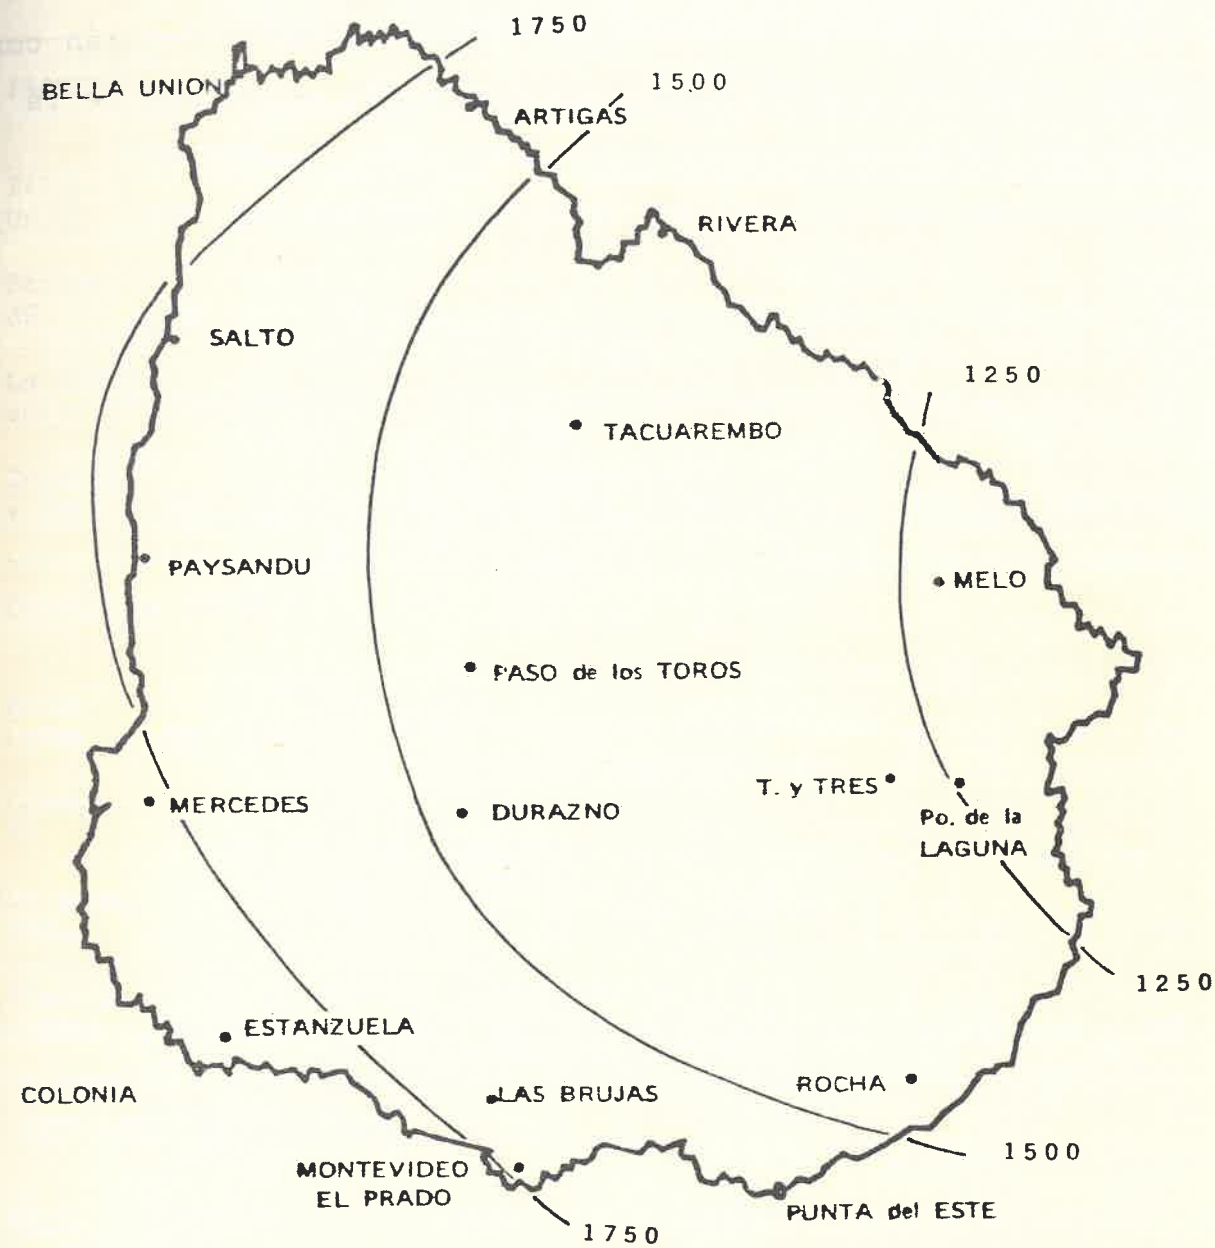 1750
BELLA UNION
1500
ARTIGAS
RIVERA
SALTO
1250
TACUAREMBO
PAYSANDU
MELO
PASO de los TOROS
T. y TRES
MERCEDES
DURAZNO
Po. de la
LAGUNA
1250
ESTANZUELA
COLONIA
LAS BRUJAS
ROCHA
1500
MONTEVIDEO
EL PRADO
PUNTA del ESTE
1750